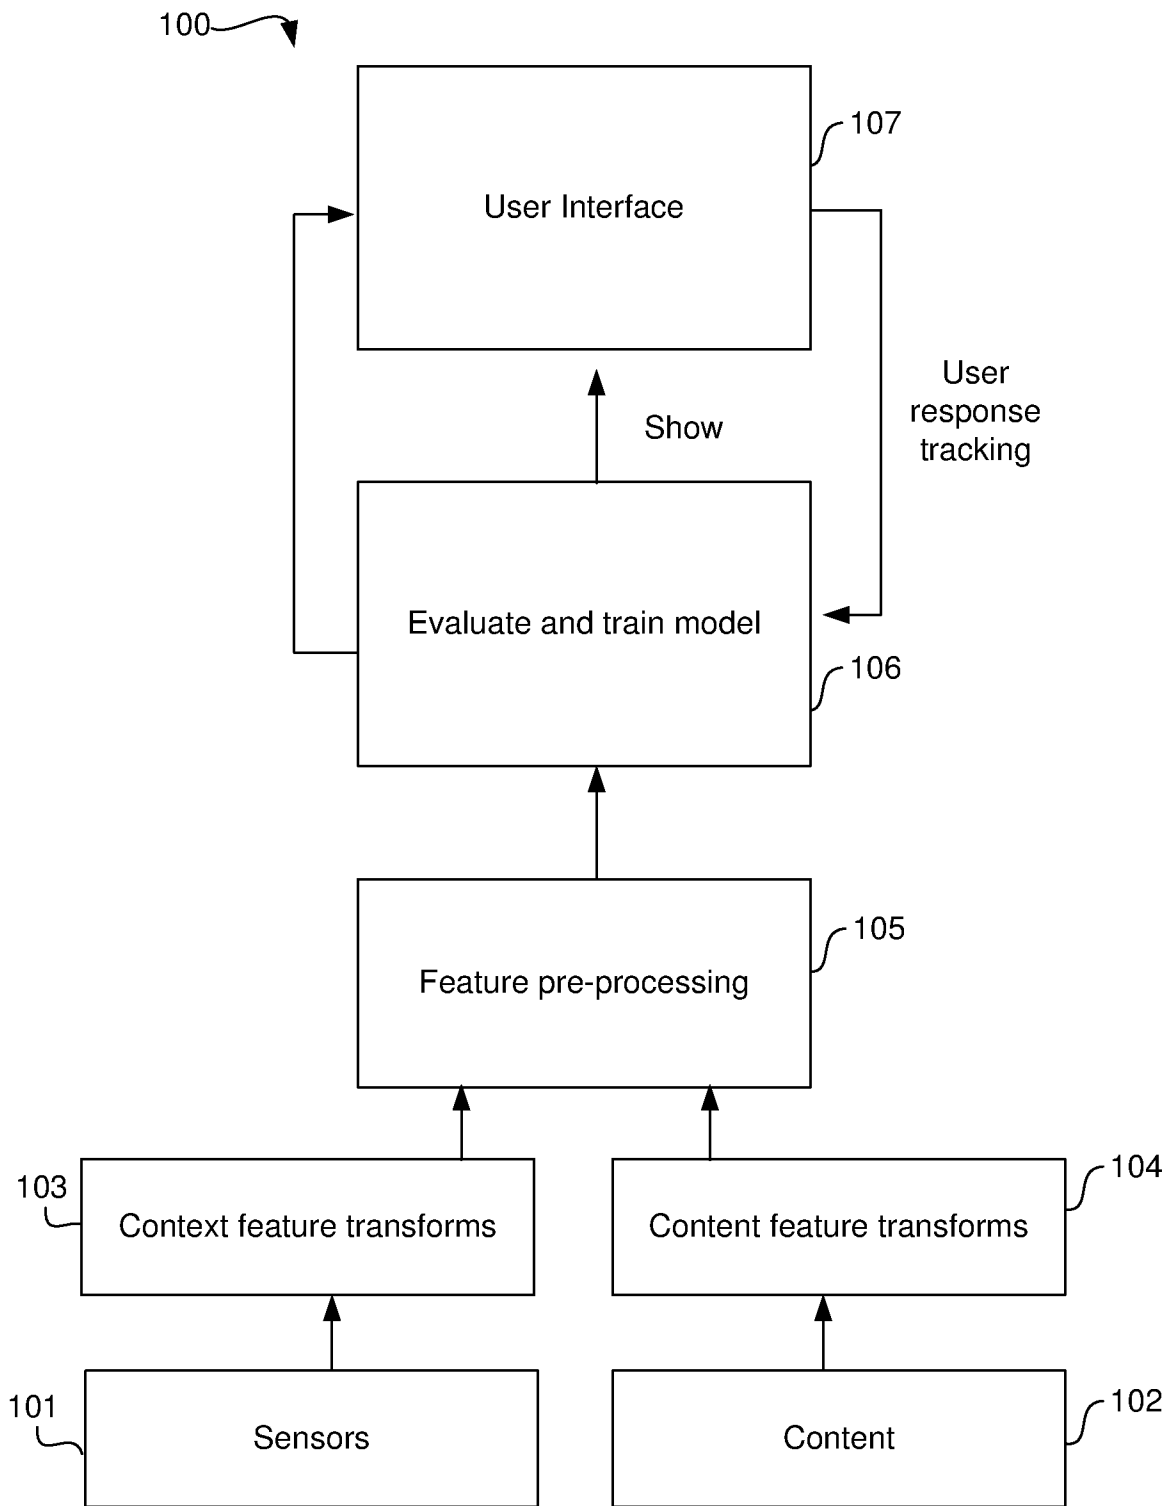 100
107
User Interface
User
response
tracking
Show
Evaluate and train model
106
105
Feature pre-processing
103
Context feature transforms
Content feature transforms
104
101
Sensors
Content
102